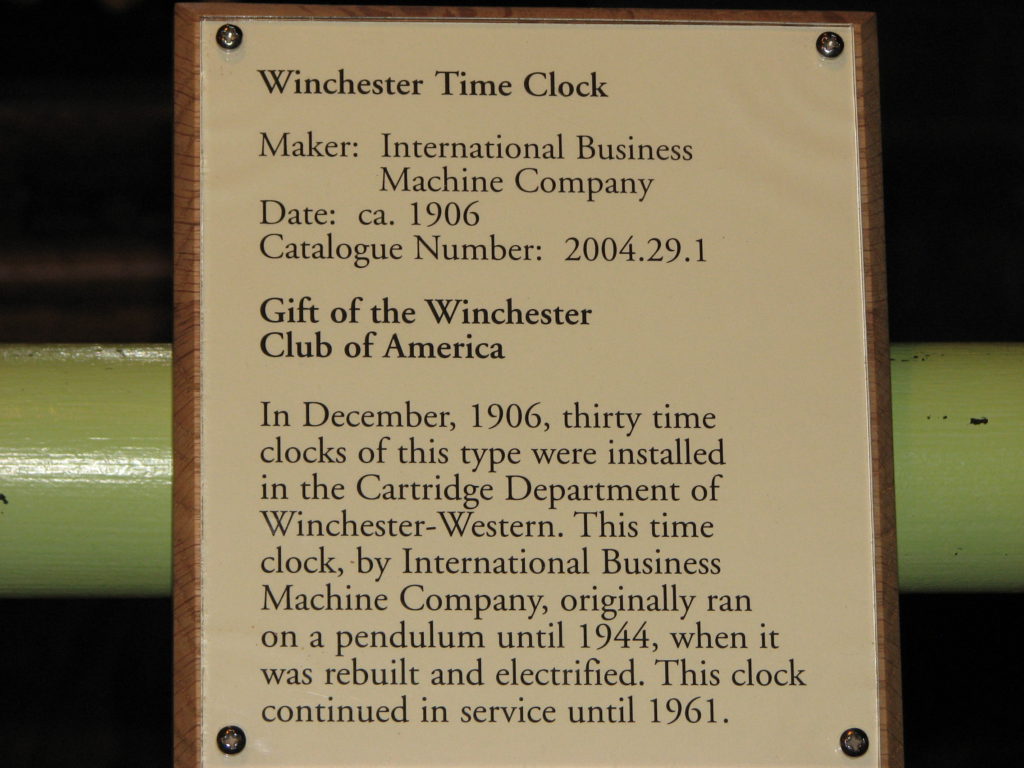 Winchester Time Clock
Maker: International Business
Machine Company
Date: ca. 1906
Catalogue Number: 2004.29.1
Gift of the Winchester
Club of America
In December, 1906, thirty time
clocks of this type were installed
in the Cartridge Department of
Winchester-Western. This time
clock, by International Business
Machine Company, originally ran
on a pendulum until 1944, when it
was rebuilt and electrified. This clock
continued in service until 1961.